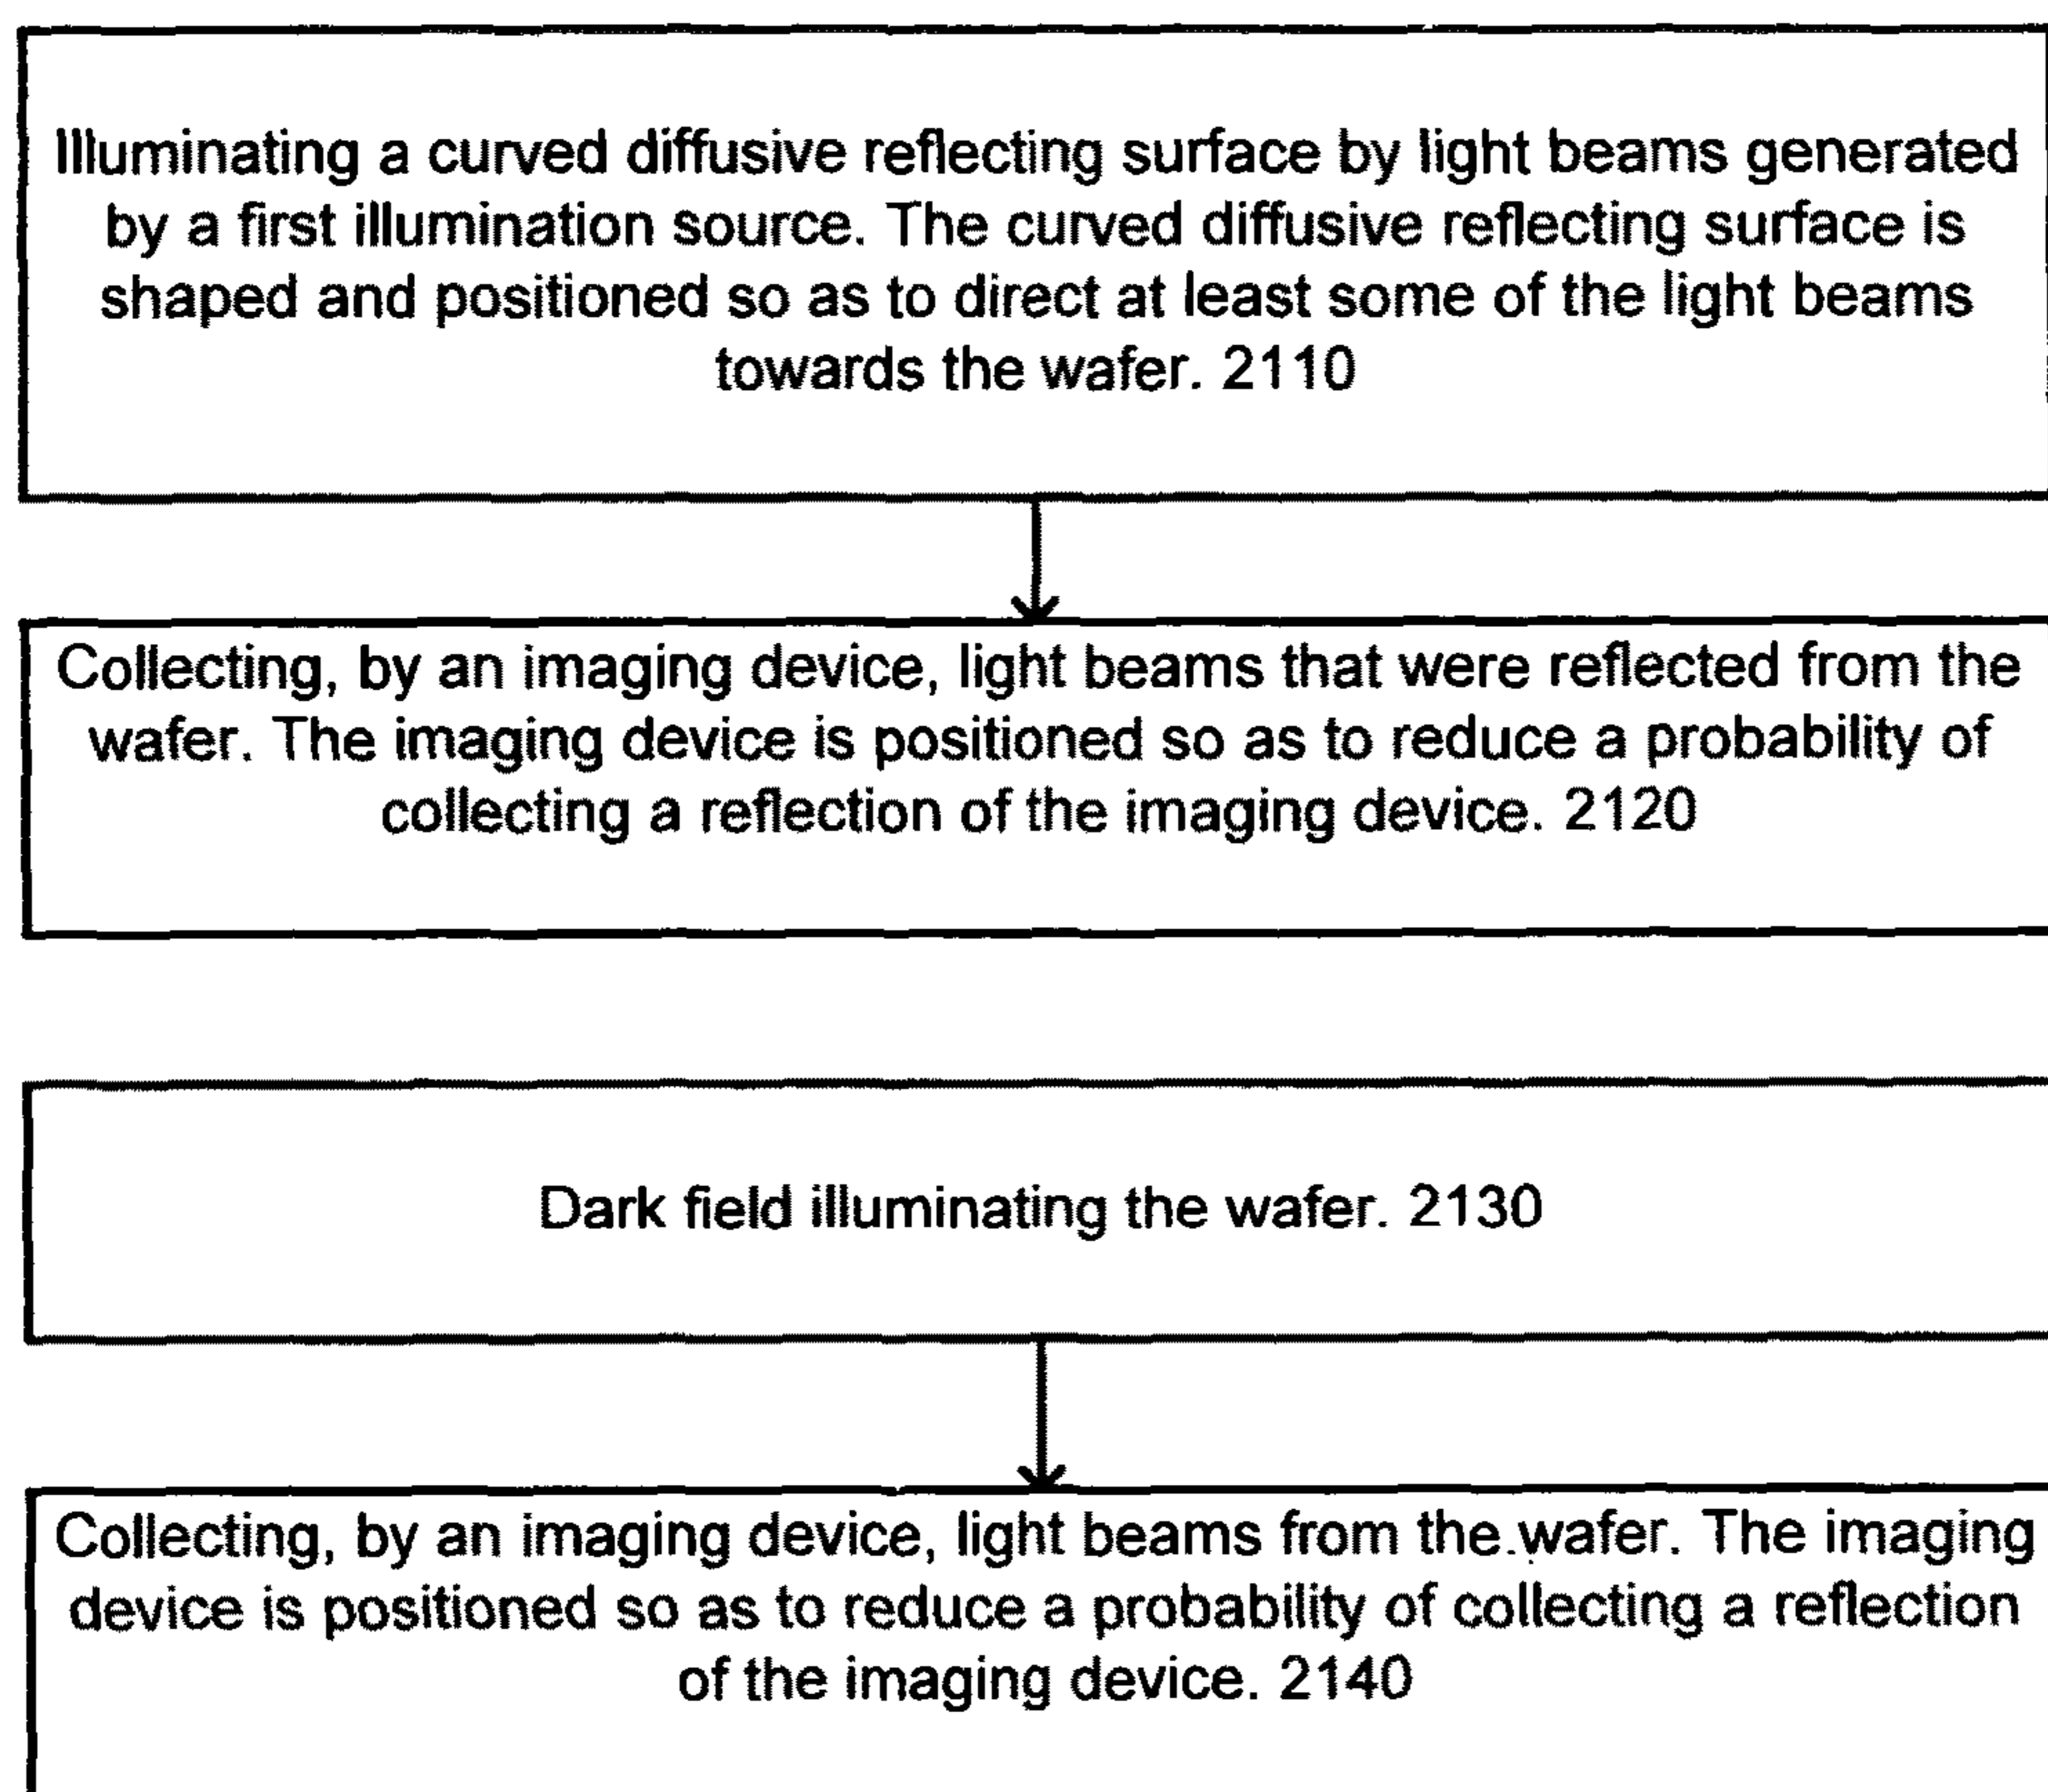 Illuminating a curved diffusive reflecting surface by light beams generated
by a first illumination source. The curved diffusive reflecting surface is
shaped and positioned so as to direct at least some of the light beams
towards the wafer. 2110
Collecting, by an imaging device, light beams that were reflected from the
wafer. The imaging device is positioned so as to reduce a probability of
collecting a reflection of the imaging device. 2120
Dark field illuminating the wafer. 2130
Collecting, by an imaging device, light beams from the wafer. The imaging
device is positioned so as to reduce a probability of collecting a reflection
of the imaging device. 2140